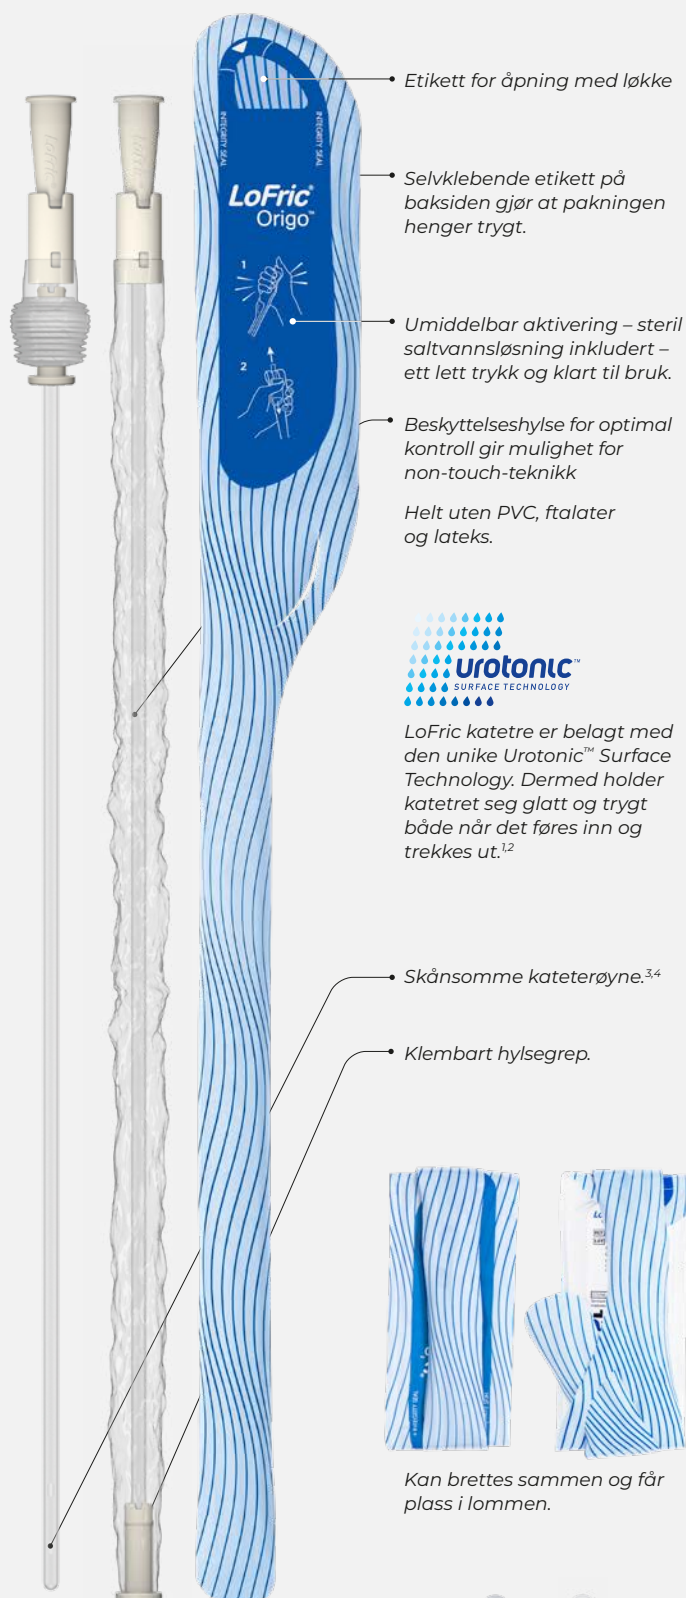 Etikett for åpning med løkke
INTEGRITY SEAL
INTEGRITY SEAL
LoFric®
Origo™
1
2
Selvklebende etikett på
baksiden gjør at pakningen
henger trygt.
Umiddelbar aktivering – steril
saltvannsløsning inkludert –
ett lett trykk og klart til bruk.
Beskyttelseshylse for optimal
kontroll gir mulighet for
non-touch-teknikk
Helt uten PVC, ftalater
og lateks.
urotonic™
SURFACE TECHNOLOGY
LoFric katetre er belagt med
den unike Urotonic™ Surface
Technology. Dermed holder
katetret seg glatt og trygt
både når det føres inn og
trekkes ut.1,2
Skånsomme kateterøyne.3,4
Klembart hylsegrep.
INTEGRITY SEAL
Kan brettes sammen og får
plass i lommen.